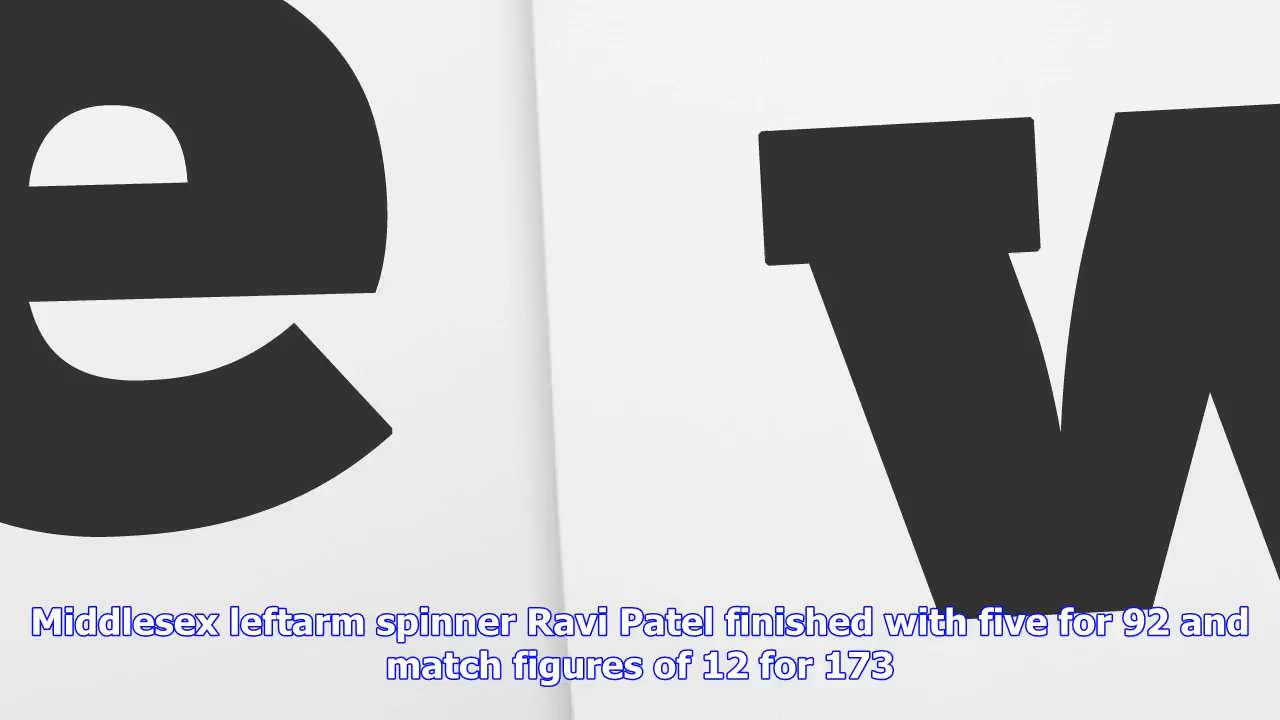 e w
Middlesex leftarm spinner Ravi Patel finished with five for 92 and
match figures of 12 for 173